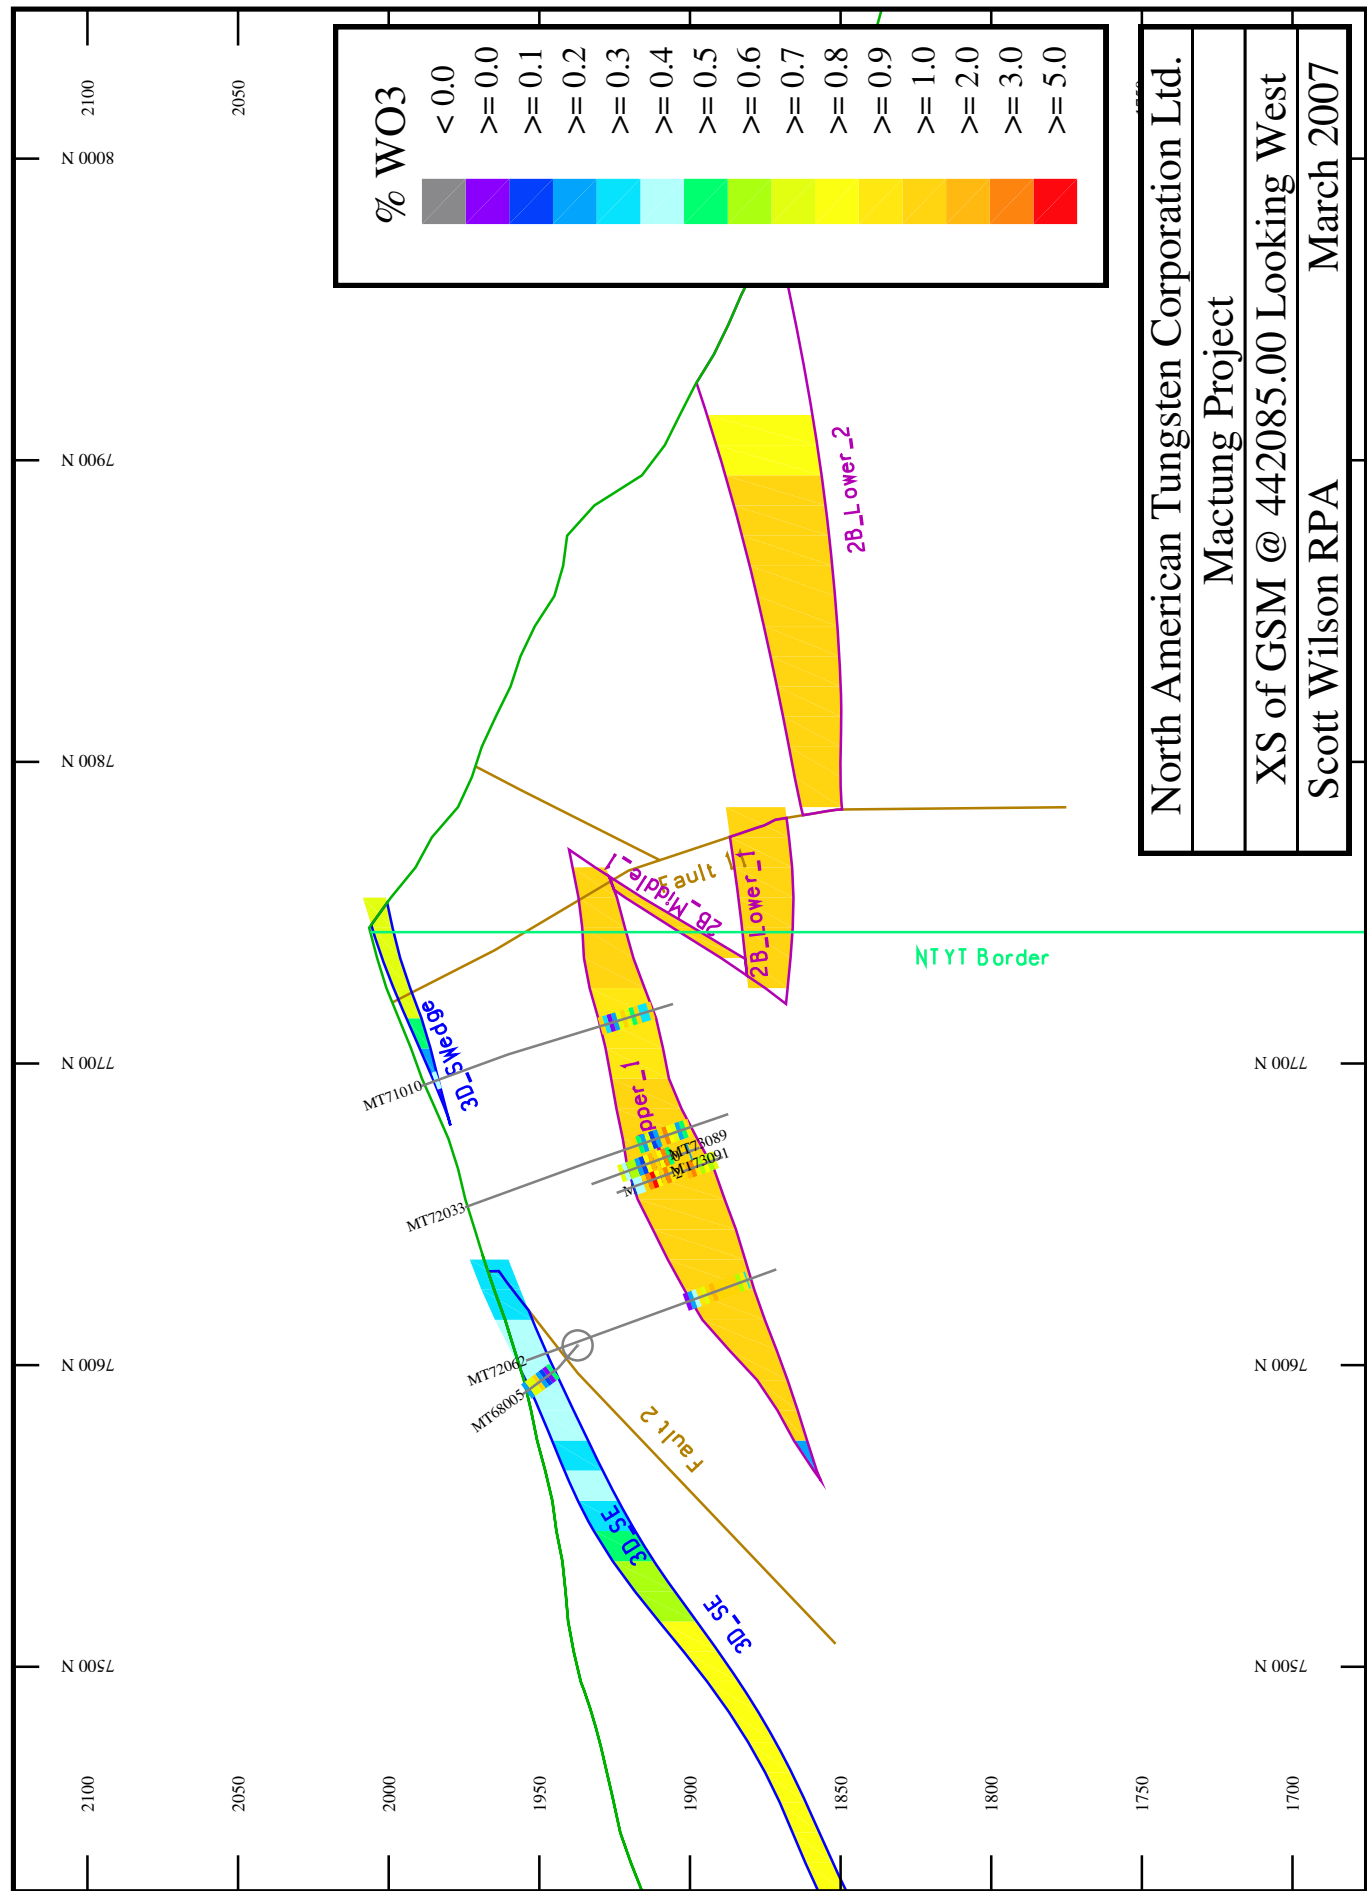 2100
2050
2100
2050
2000
1950
1900
1850
1800
1750
1700
8000 N
7900 N
7800 N
7700 N
7600 N
7500 N
7700 N
7600 N
7500 N
% WO3
< 0.0
>= 0.0
>= 0.1
>= 0.2
>= 0.3
>= 0.4
>= 0.5
>= 0.6
>= 0.7
>= 0.8
>= 0.9
>= 1.0
>= 2.0
>= 3.0
>= 5.0
2B_Lower_2
Fault 11
2B_Middle_1
2B_Lower_1
NTYT Border
3D_SWedge
MT71010
pper_1
MT73089
MT73091
MT72033
MT72062
MT68005
Fault 2
3D_SE
3D_SE
North American Tungsten Corporation Ltd.
Mactung Project
XS of GSM @ 442085.00 Looking West
Scott Wilson RPA March 2007